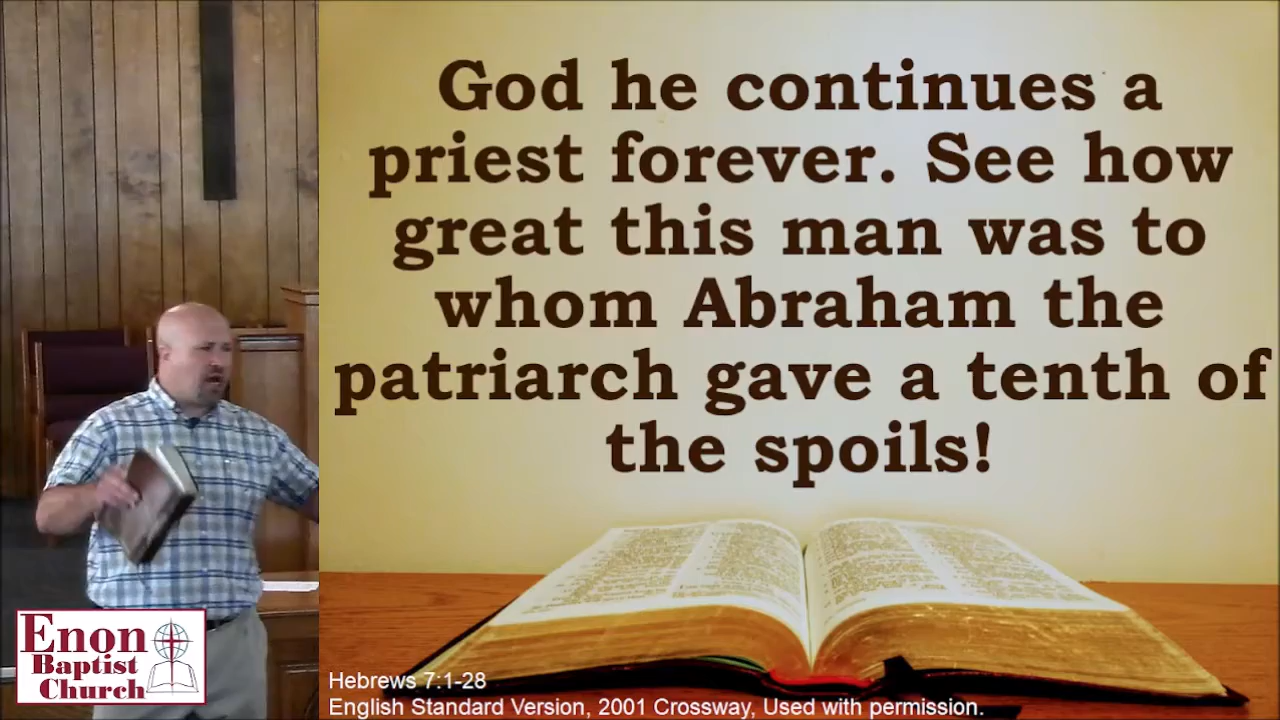 God he continues a
priest forever. See how
great this man was to
whom Abraham the
patriarch gave a tenth of
the spoils!
Hebrews 7:1-28
English Standard Version, 2001 Crossway, Used with permission.
Enon
Baptist
Church